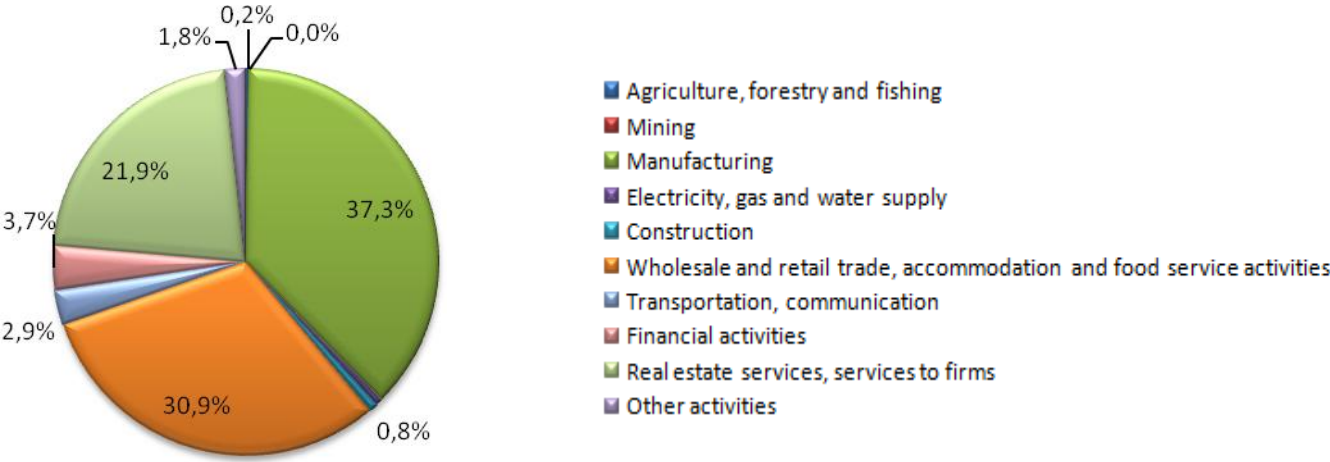 0,2%
1,8%
0,0%
21,9%
37,3%
3,7%
2,9%
30,9%
0,8%
Agriculture, forestry and fishing
Mining
Manufacturing
Electricity, gas and water supply
Construction
Wholesale and retail trade, accommodation and food service activities
Transportation, communication
Financial activities
Real estate services, services to firms
Other activities